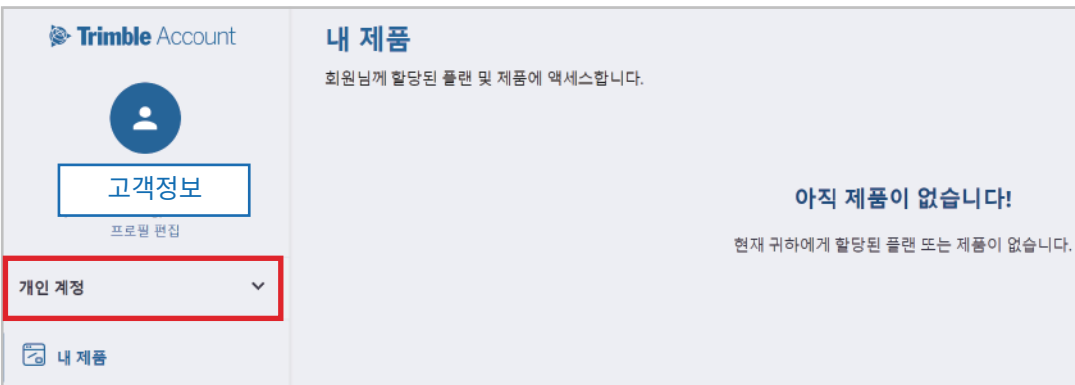 Trimble Account
고객정보
프로필 편집
개인 계정
내 제품
내 제품
회원님께 할당된 플랜 및 제품에 액세스합니다.
아직 제품이 없습니다!
현재 귀하에게 할당된 플랜 또는 제품이 없습니다.